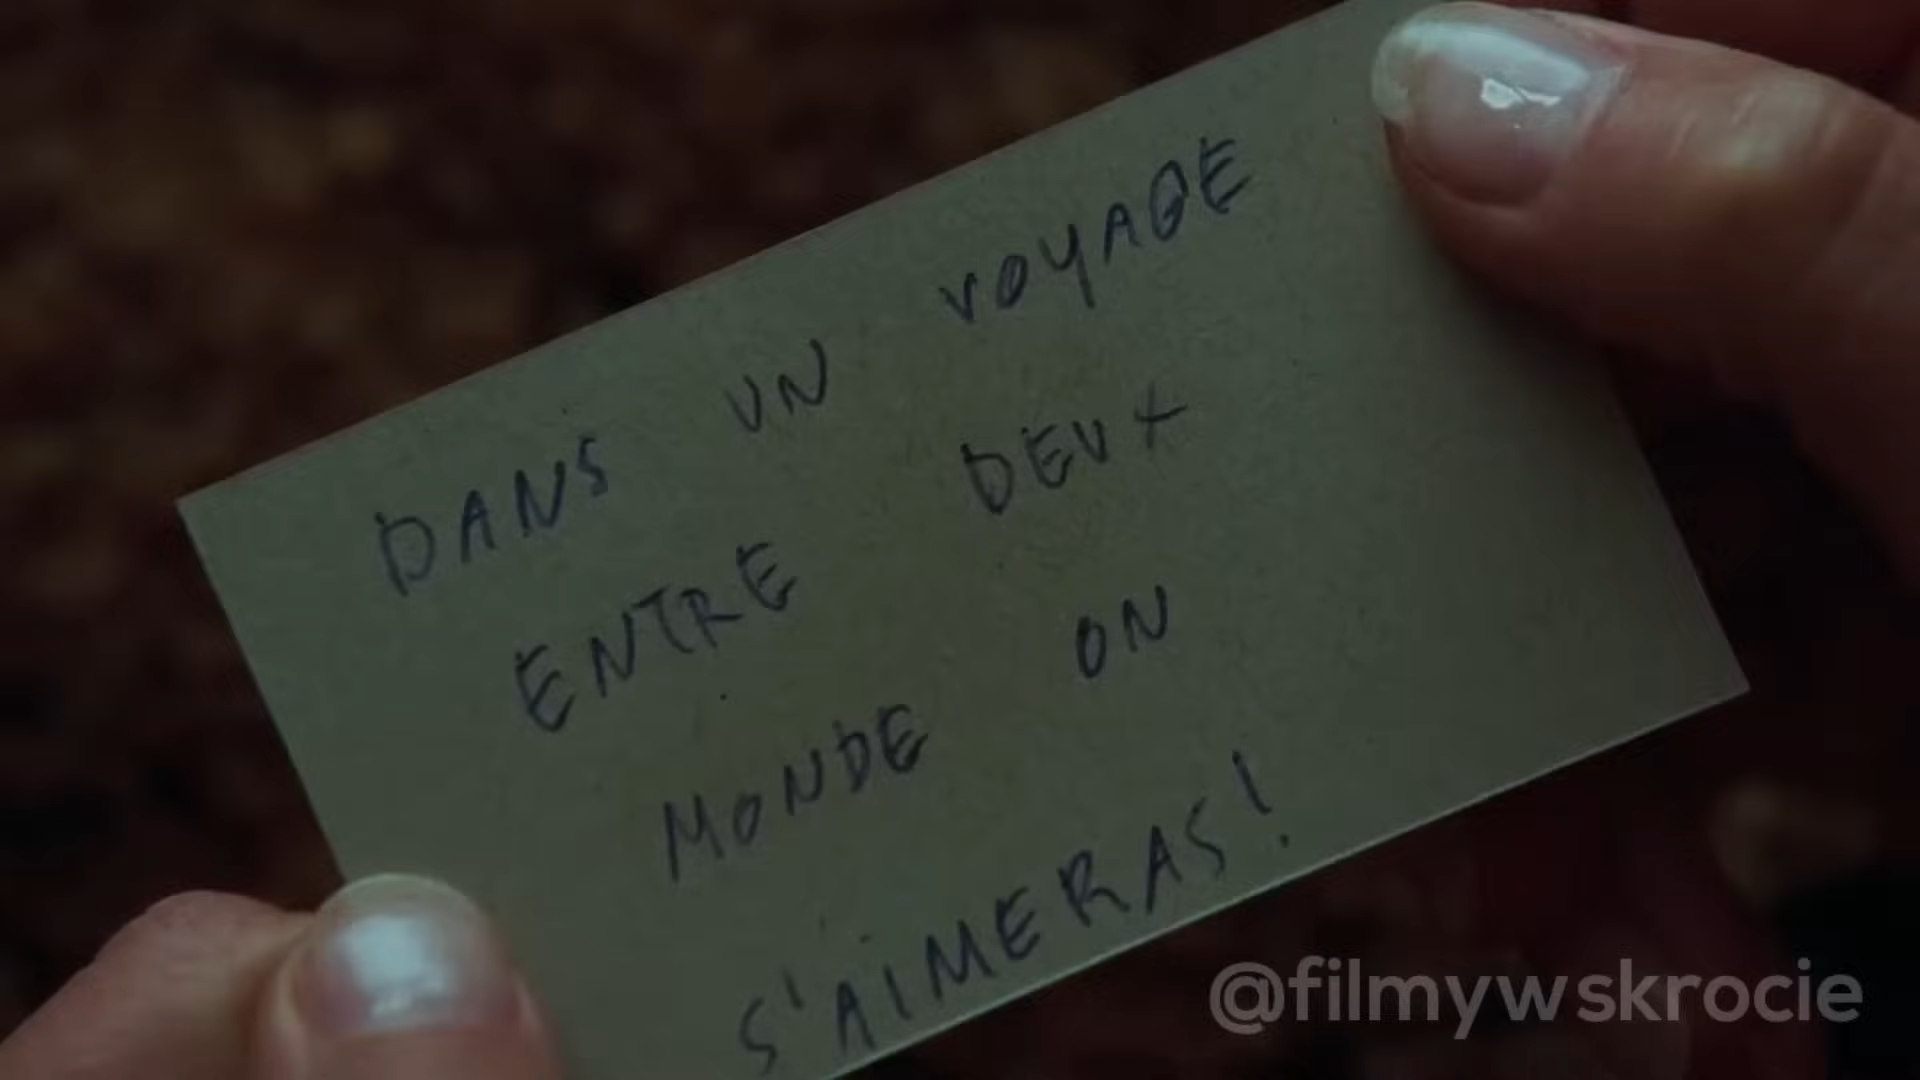 DANS UN VOYAGE
ENTRE DEUX
MONDE ON
S'AIMERAS!
@filmywskrocie